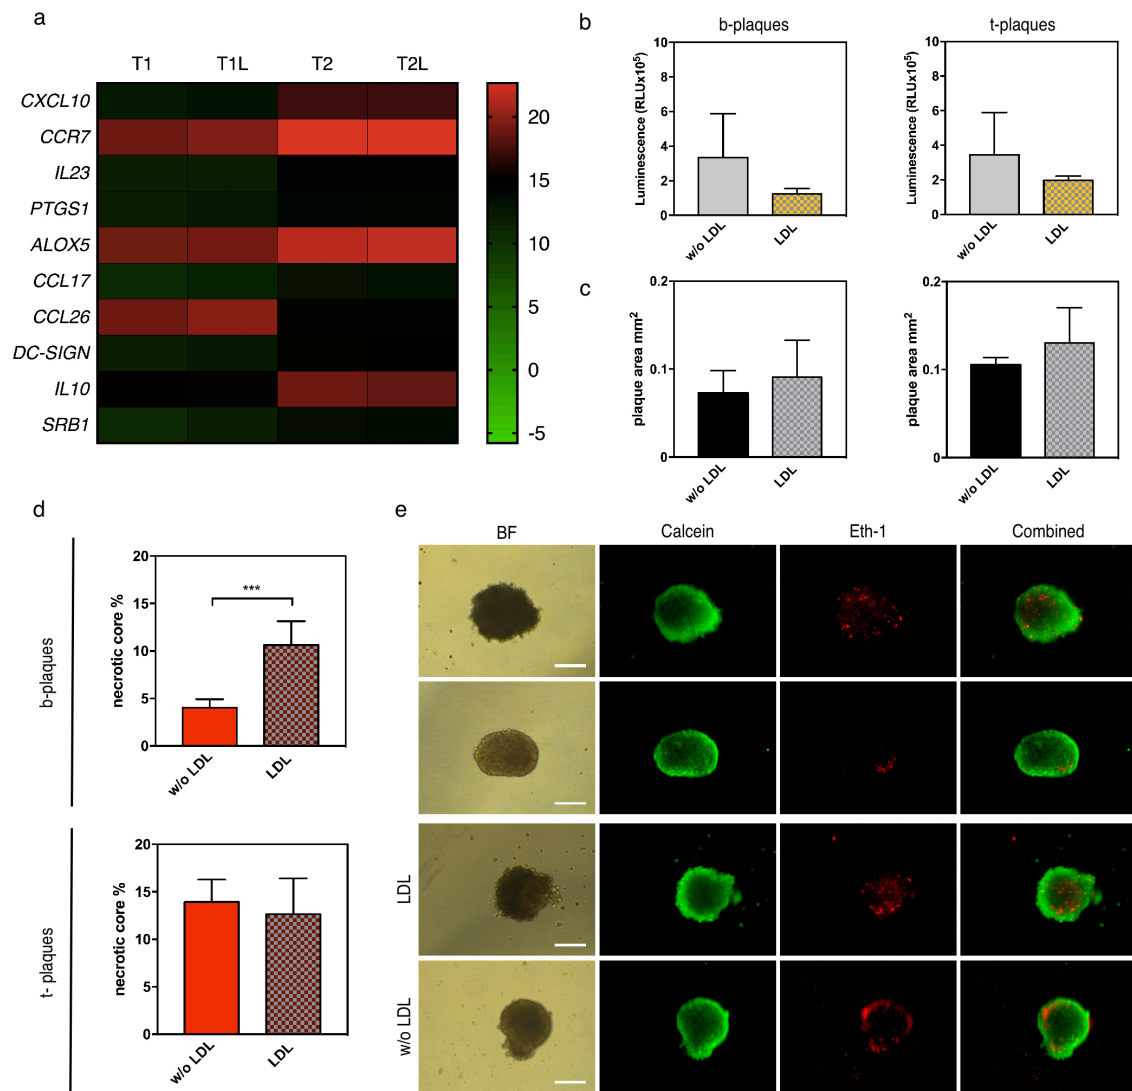 a
T1 T1L T2 T2L
CXCL10
CCR7
IL23
PTGS1
ALOX5
CCL17
CCL26
DC-SIGN
IL10
SRB1
20
15
10
5
0
-5
b
b-plaques
Luminescence (RLUx10⁵)
10
8
6
4
2
0
w/o LDL
LDL
t-plaques
Luminescence (RLUx10⁵)
10
8
6
4
2
0
w/o LDL
LDL
c
plaque area mm²
0.2
0.1
0
w/o LDL
LDL
plaque area mm²
0.2
0.1
0
w/o LDL
LDL
d
b-plaques
necrotic core %
20
15
10
5
0
***
w/o LDL
LDL
t- plaques
necrotic core %
20
15
10
5
0
w/o LDL
LDL
e
BF Calcein Eth-1 Combined
LDL
w/o LDL